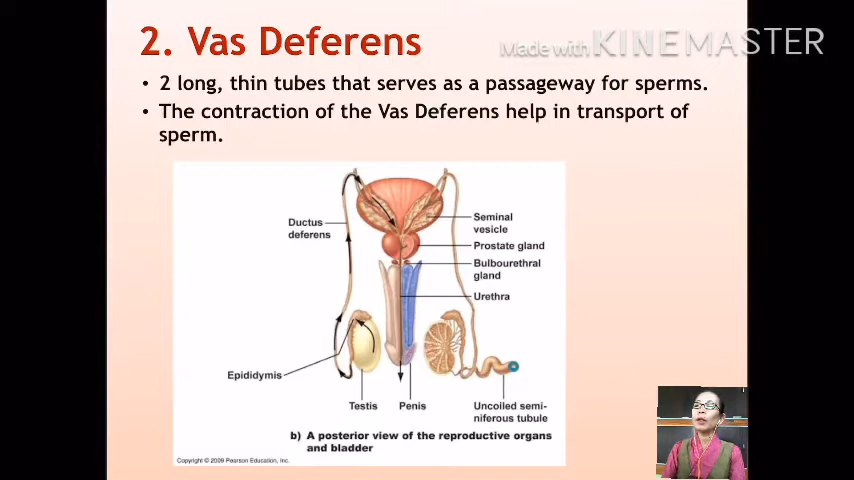 2. Vas Deferens
Made with KINEMASTER
• 2 long, thin tubes that serves as a passageway for sperms.
• The contraction of the Vas Deferens help in transport of
sperm.
Ductus
deferens
Seminal
vesicle
Prostate gland
Bulbourethral
gland
Urethra
Epididymis
Testis
Penis
Uncoiled semi-
niferous tubule
b) A posterior view of the reproductive organs
and bladder
Copyright © 2009 Pearson Education, Inc.